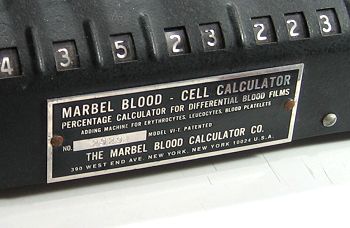 4 3 5 23 2 2 3
MARBEL BLOOD - CELL CALCULATOR
PERCENTAGE CALCULATOR FOR DIFFERENTIAL BLOOD FILMS
ADDING MACHINE FOR ERYTHROCYTES, LEUCOCYTES, BLOOD PLATELETS
NO. MODEL VI-T. PATENTED
THE MARBEL BLOOD CALCULATOR CO.
390 WEST END AVE. NEW YORK, NEW YORK 10024 U.S.A.